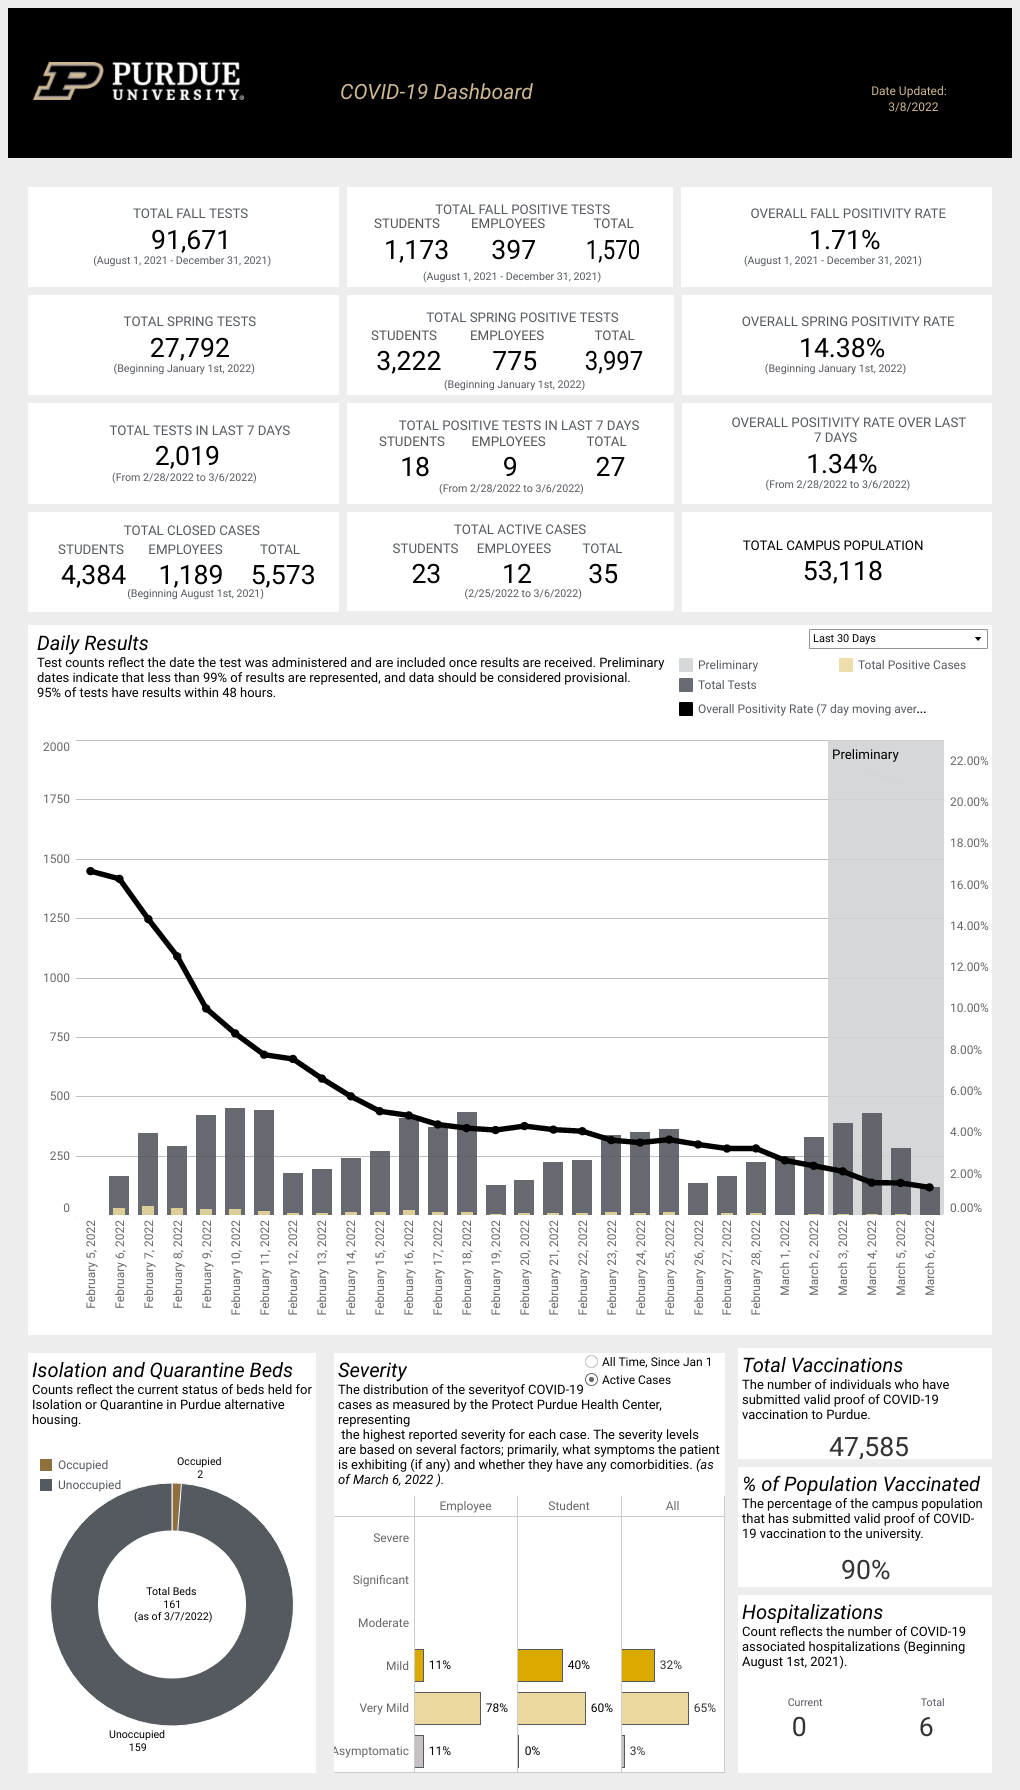 PURDUE
UNIVERSITY®
COVID-19 Dashboard
Date Updated:
3/8/2022
TOTAL FALL TESTS
91,671
(August 1, 2021 - December 31, 2021)
TOTAL FALL POSITIVE TESTS
STUDENTS EMPLOYEES TOTAL
1,173 397 1,570
(August 1, 2021 - December 31, 2021)
OVERALL FALL POSITIVITY RATE
1.71%
(August 1, 2021 - December 31, 2021)
TOTAL SPRING TESTS
27,792
(Beginning January 1st, 2022)
TOTAL SPRING POSITIVE TESTS
STUDENTS EMPLOYEES TOTAL
3,222 775 3,997
(Beginning January 1st, 2022)
OVERALL SPRING POSITIVITY RATE
14.38%
(Beginning January 1st, 2022)
TOTAL TESTS IN LAST 7 DAYS
2,019
(From 2/28/2022 to 3/6/2022)
TOTAL POSITIVE TESTS IN LAST 7 DAYS
STUDENTS EMPLOYEES TOTAL
18 9 27
(From 2/28/2022 to 3/6/2022)
OVERALL POSITIVITY RATE OVER LAST
7 DAYS
1.34%
(From 2/28/2022 to 3/6/2022)
TOTAL CLOSED CASES
STUDENTS EMPLOYEES TOTAL
4,384 1,189 5,573
(Beginning August 1st, 2021)
TOTAL ACTIVE CASES
STUDENTS EMPLOYEES TOTAL
23 12 35
(2/25/2022 to 3/6/2022)
TOTAL CAMPUS POPULATION
53,118
Daily Results
Test counts reflect the date the test was administered and are included once results are received. Preliminary
dates indicate that less than 99% of results are represented, and data should be considered provisional.
95% of tests have results within 48 hours.
Last 30 Days
Preliminary
Total Positive Cases
Total Tests
Overall Positivity Rate (7 day moving aver...
Preliminary
2000
1750
1500
1250
1000
750
500
250
0
22.00%
20.00%
18.00%
16.00%
14.00%
12.00%
10.00%
8.00%
6.00%
4.00%
2.00%
0.00%
February 5, 2022
February 6, 2022
February 7, 2022
February 8, 2022
February 9, 2022
February 10, 2022
February 11, 2022
February 12, 2022
February 13, 2022
February 14, 2022
February 15, 2022
February 16, 2022
February 17, 2022
February 18, 2022
February 19, 2022
February 20, 2022
February 21, 2022
February 22, 2022
February 23, 2022
February 24, 2022
February 25, 2022
February 26, 2022
February 27, 2022
February 28, 2022
March 1, 2022
March 2, 2022
March 3, 2022
March 4, 2022
March 5, 2022
March 6, 2022
Isolation and Quarantine Beds
Counts reflect the current status of beds held for
Isolation or Quarantine in Purdue alternative
housing.
Occupied
Unoccupied
Occupied
2
Total Beds
161
(as of 3/7/2022)
Unoccupied
159
Severity
All Time, Since Jan 1
Active Cases
The distribution of the severityof COVID-19
cases as measured by the Protect Purdue Health Center,
representing
the highest reported severity for each case. The severity levels
are based on several factors; primarily, what symptoms the patient
is exhibiting (if any) and whether they have any comorbidities. (as
of March 6, 2022 ).
Employee Student All
Severe
Significant
Moderate
Mild 11% 40% 32%
Very Mild 78% 60% 65%
Asymptomatic 11% 0% 3%
Total Vaccinations
The number of individuals who have
submitted valid proof of COVID-19
vaccination to Purdue.
47,585
% of Population Vaccinated
The percentage of the campus population
that has submitted valid proof of COVID-
19 vaccination to the university.
90%
Hospitalizations
Count reflects the number of COVID-19
associated hospitalizations (Beginning
August 1st, 2021).
Current Total
0 6